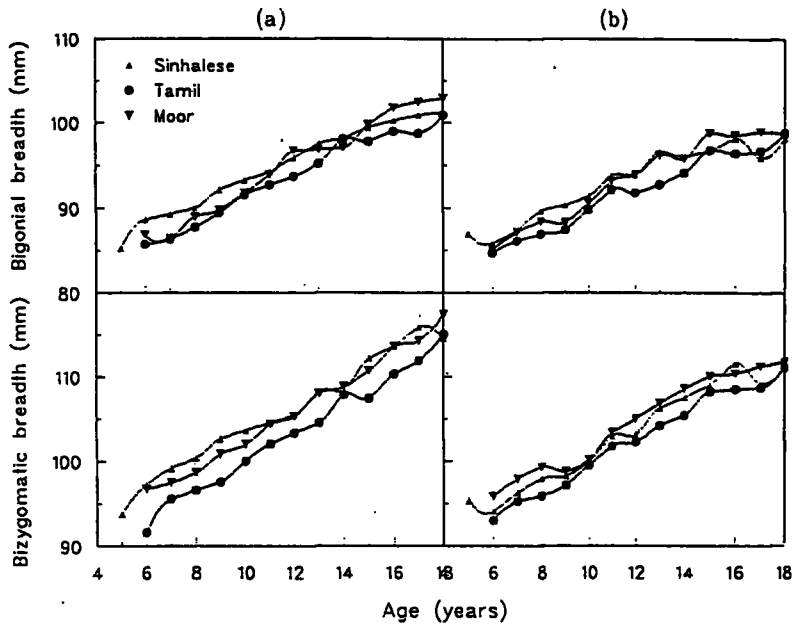 (a) (b)
110
Sinhalese
Tamil
Moor
100
90
80
110
100
90
Bigonial breadth (mm)
Bizygomatic breadth (mm)
4 6 8 10 12 14 16 18 6 8 10 12 14 16 18
Age (years)